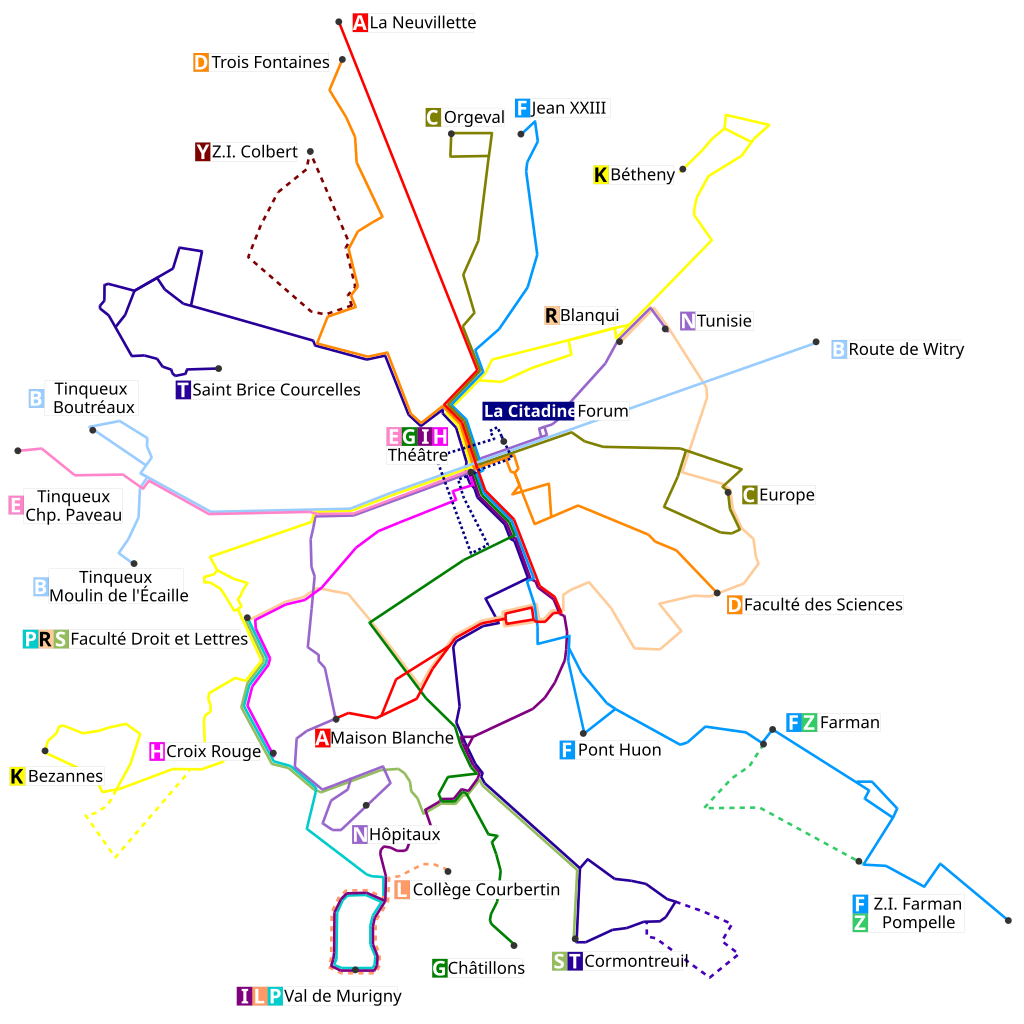 A La Neuvillette
D Trois Fontaines
F Jean XXIII
C Orgeval
Y Z.I. Colbert
K Bétheny
R Blanqui
N Tunisie
B Route de Witry
T Saint Brice Courcelles
B Tinqueux
Boutréaux
La Citadine Forum
E G I H
Théâtre
E Tinqueux
Chp. Paveau
C Europe
B Tinqueux
Moulin de l'Écaille
D Faculté des Sciences
P R S Faculté Droit et Lettres
F Z Farman
A Maison Blanche
H Croix Rouge
F Pont Huon
K Bezannes
N Hôpitaux
L Collège Courbertin
F Z.I. Farman
Z Pompelle
G Châtillons
S T Cormontreuil
I L P Val de Murigny